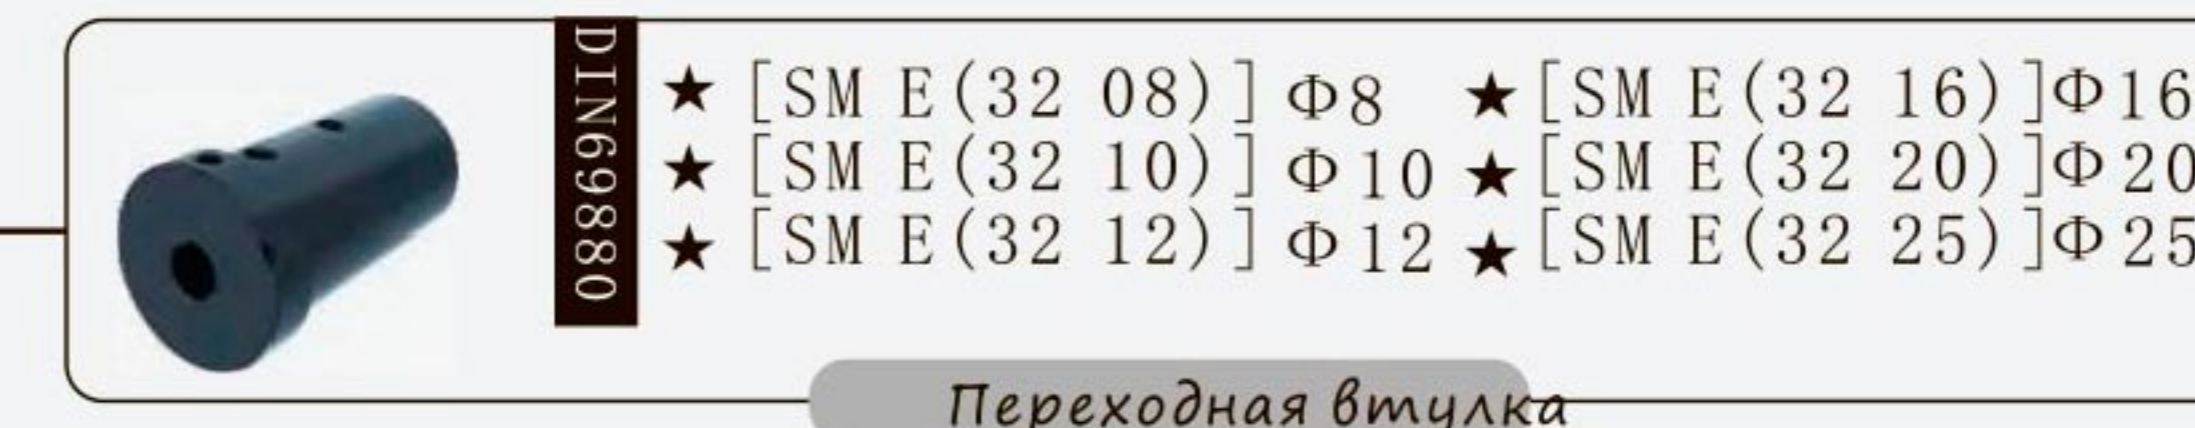 DIN69880
★ [SM E(32 08)] Φ8 ★ [SM E(32 16)]Φ16
★ [SM E(32 10)] Φ10 ★ [SM E(32 20)]Φ20
★ [SM E(32 12)] Φ12 ★ [SM E(32 25)]Φ25
Переходная втулка